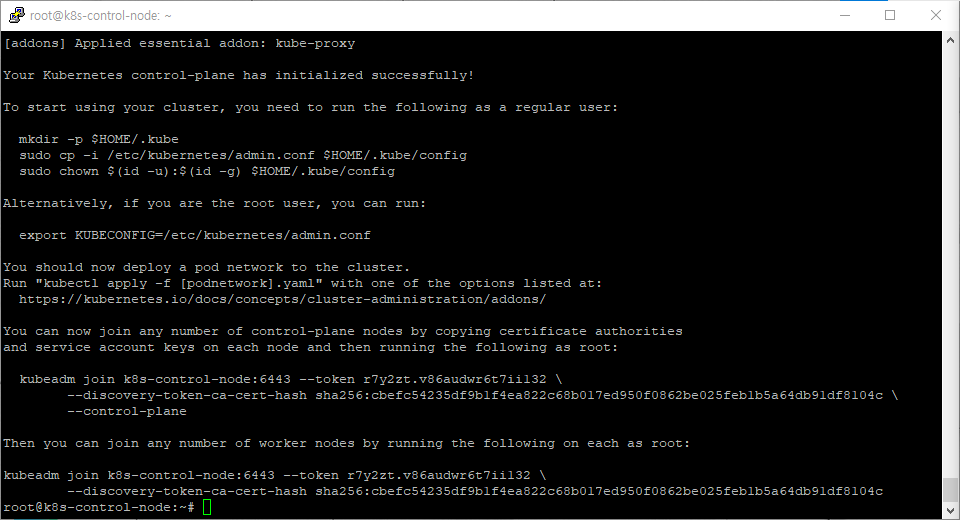 root@k8s-control-node: ~
[addons] Applied essential addon: kube-proxy
Your Kubernetes control-plane has initialized successfully!
To start using your cluster, you need to run the following as a regular user:
mkdir -p $HOME/.kube
sudo cp -i /etc/kubernetes/admin.conf $HOME/.kube/config
sudo chown $(id -u):$(id -g) $HOME/.kube/config
Alternatively, if you are the root user, you can run:
export KUBECONFIG=/etc/kubernetes/admin.conf
You should now deploy a pod network to the cluster.
Run "kubectl apply -f [podnetwork].yaml" with one of the options listed at:
https://kubernetes.io/docs/concepts/cluster-administration/addons/
You can now join any number of control-plane nodes by copying certificate authorities
and service account keys on each node and then running the following as root:
kubeadm join k8s-control-node:6443 --token r7y2zt.v86audwr6t7ii132 \
--discovery-token-ca-cert-hash sha256:cbefc54235df9b1f4ea822c68b017ed950f0862be025feb1b5a64db91df8104c \
--control-plane
Then you can join any number of worker nodes by running the following on each as root:
kubeadm join k8s-control-node:6443 --token r7y2zt.v86audwr6t7ii132 \
--discovery-token-ca-cert-hash sha256:cbefc54235df9b1f4ea822c68b017ed950f0862be025feb1b5a64db91df8104c
root@k8s-control-node:~#